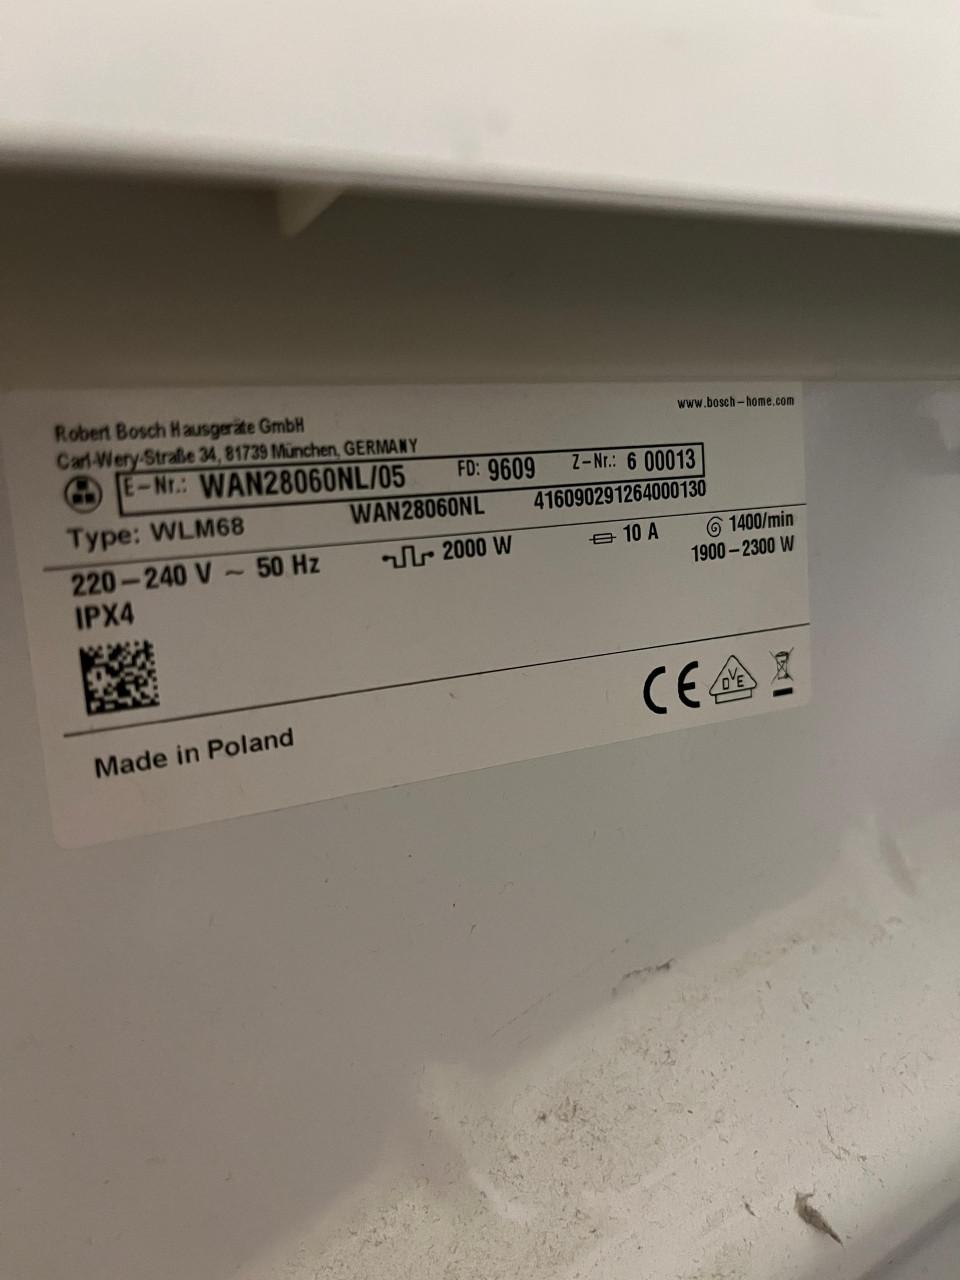 www.bosch-home.com
Robert Bosch Hausgeräte GmbH
Carl-Wery-Straße 34, 81739 München, GERMANY
E-Nr.: WAN28060NL/05 FD: 9609 Z-Nr.: 6 00013
Type: WLM68 WAN28060NL 416090291264000130
220-240 V ~ 50 Hz 2000 W 10 A 1400/min
IPX4 1900-2300 W
CE DVE
Made in Poland